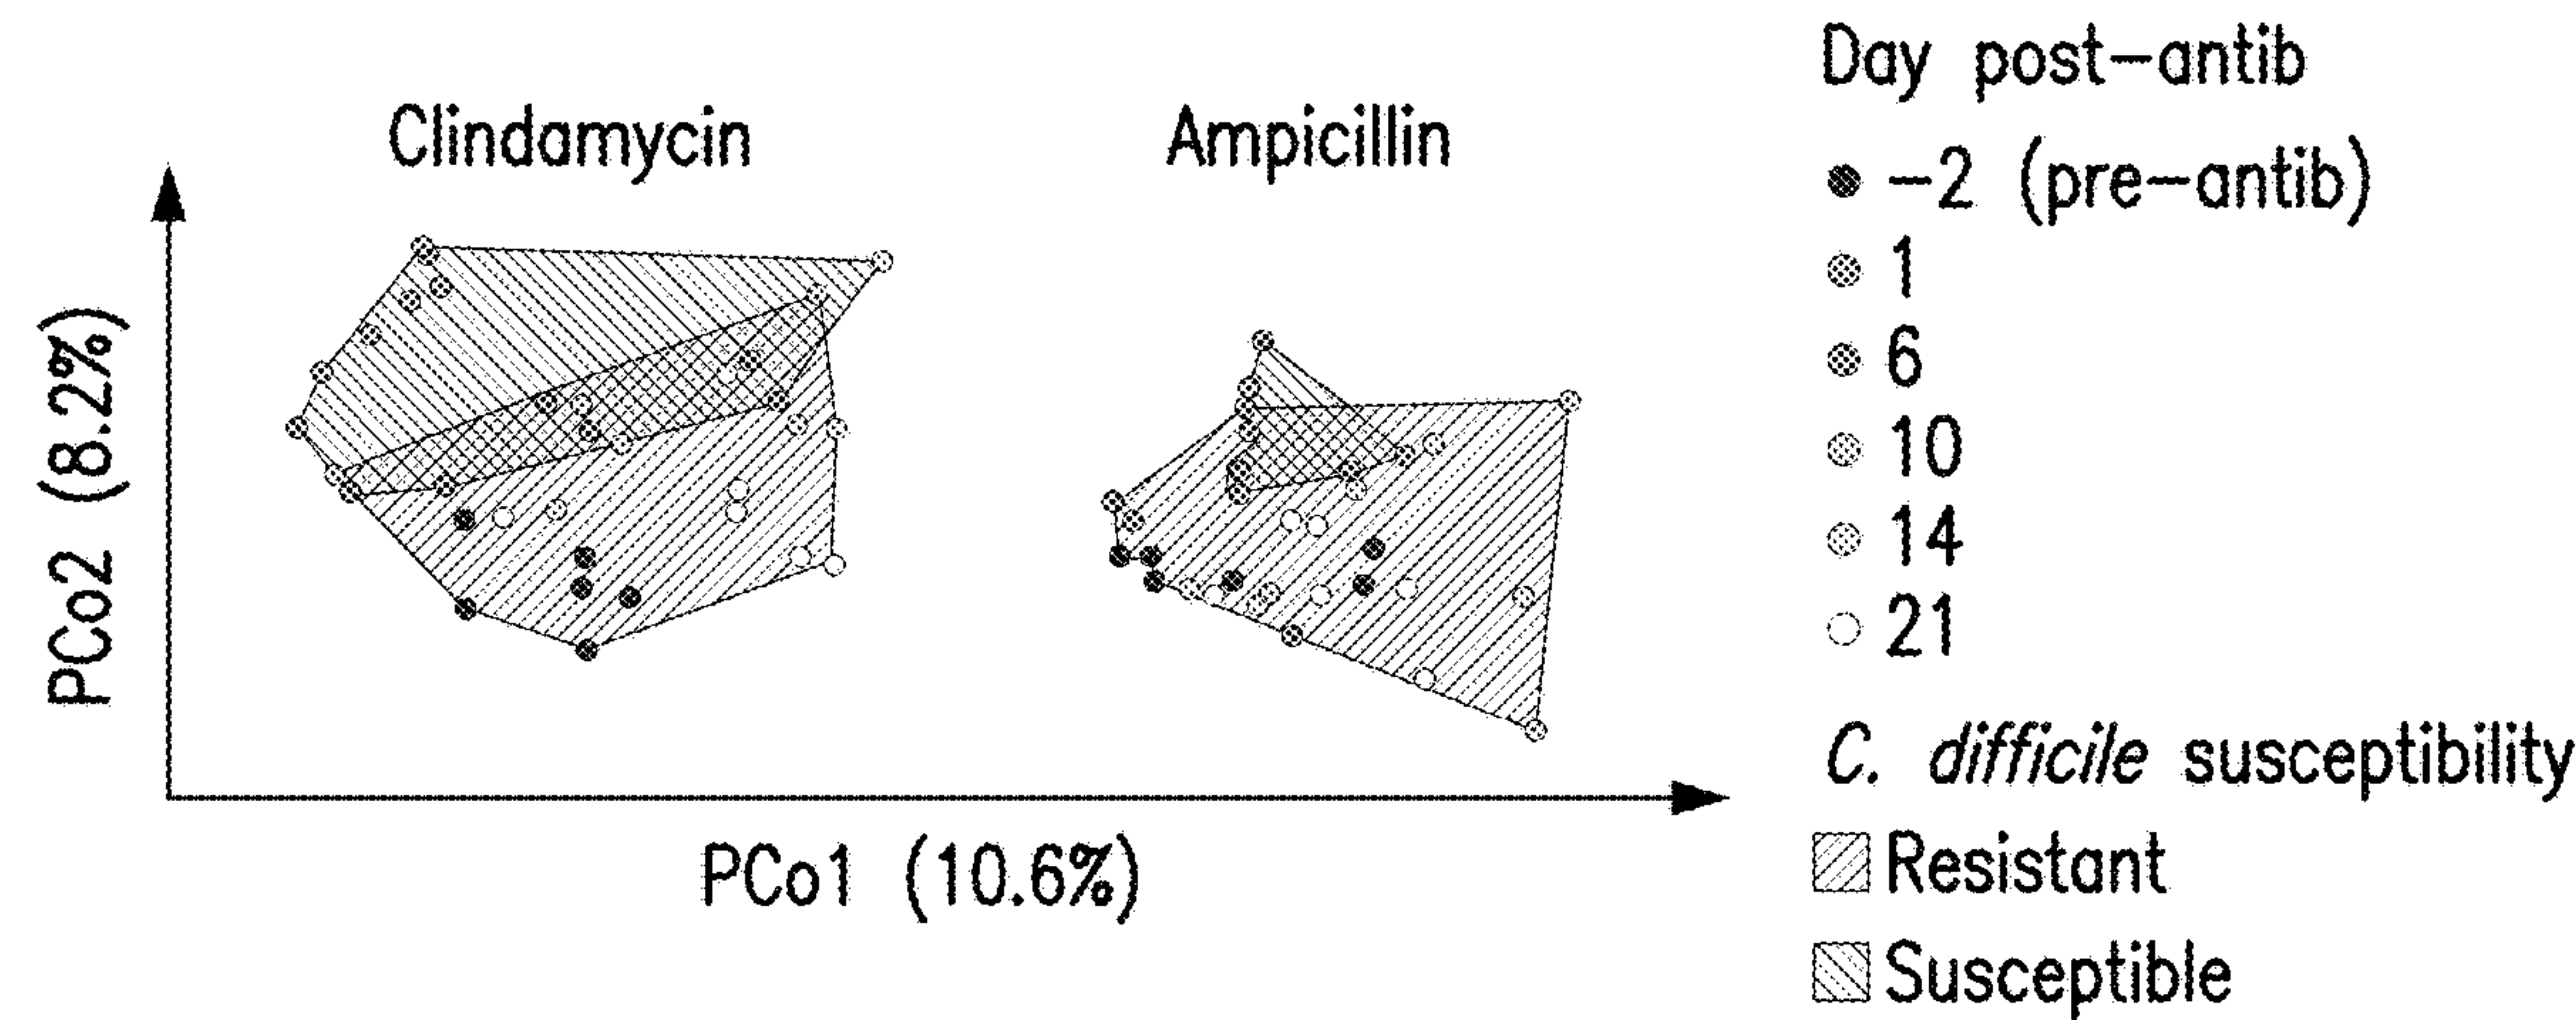 Clindamycin
Ampicillin
PCo2 (8.2%)
PCo1 (10.6%)
Day post-antib
-2 (pre-antib)
1
6
10
14
21
C. difficile susceptibility
Resistant
Susceptible